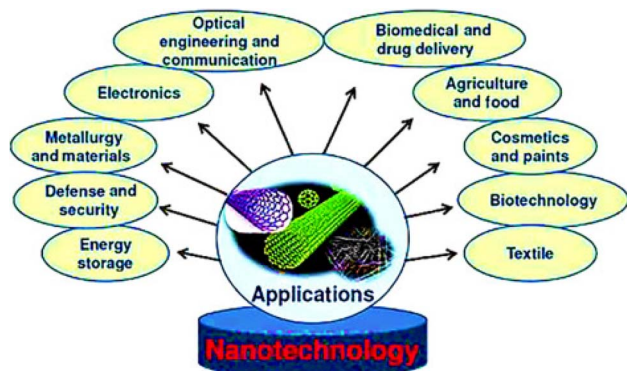 Optical
engineering and
communication
Biomedical and
drug delivery
Electronics
Agriculture
and food
Metallurgy
and materials
Cosmetics
and paints
Defense and
security
Biotechnology
Energy
storage
Textile
Applications
Nanotechnology